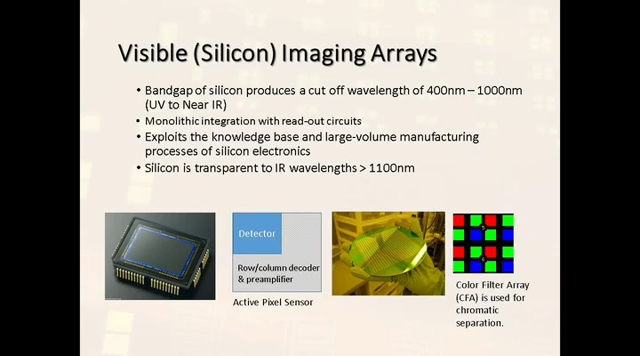 Visible (Silicon) Imaging Arrays
• Bandgap of silicon produces a cut off wavelength of 400nm – 1000nm
(UV to Near IR)
• Monolithic integration with read-out circuits
• Exploits the knowledge base and large-volume manufacturing
processes of silicon electronics
• Silicon is transparent to IR wavelengths > 1100nm
Detector
Row/column decoder
& preamplifier
Active Pixel Sensor
Color Filter Array
(CFA) is used for
chromatic
separation.